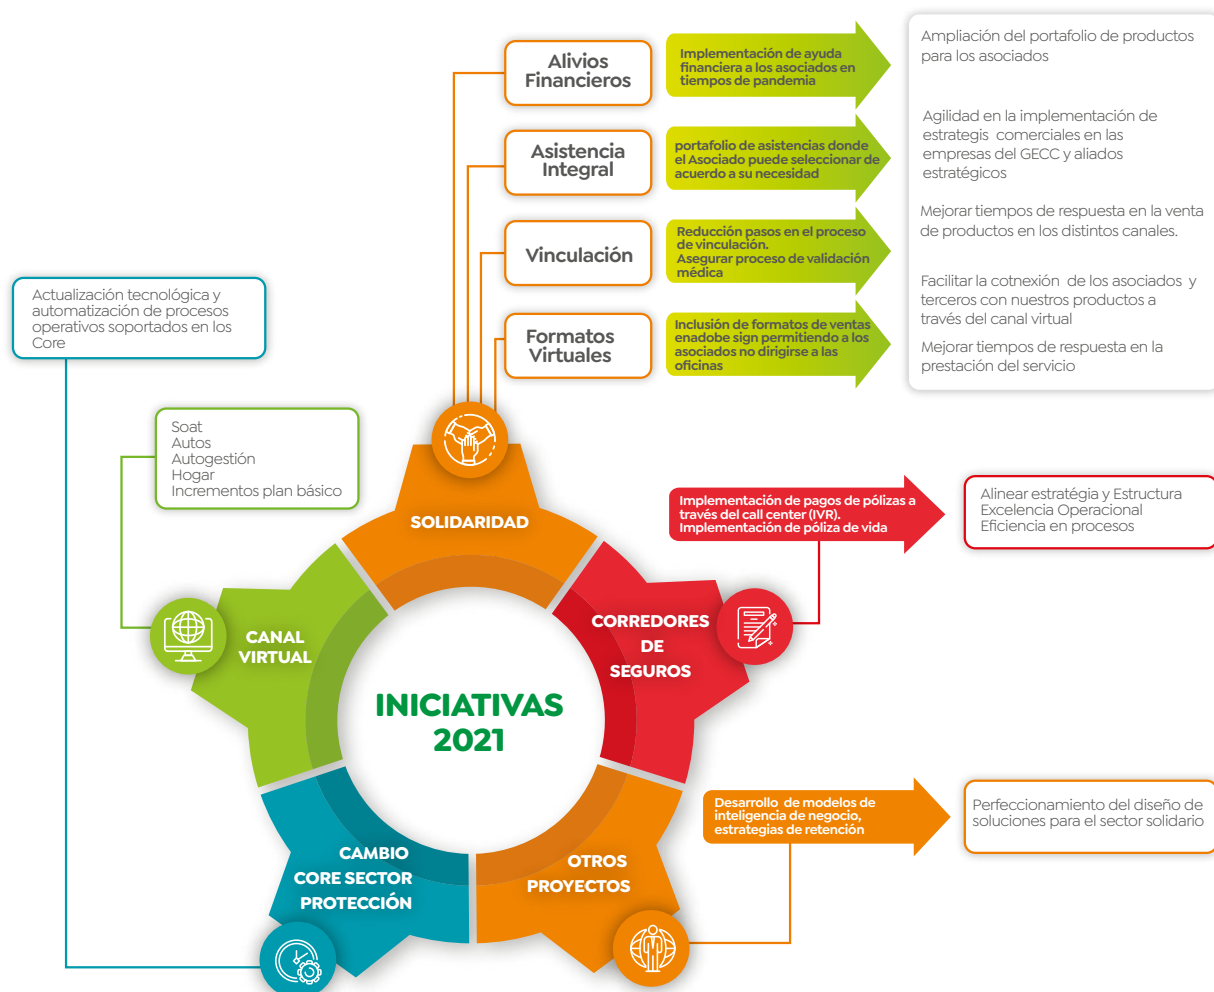 Alivios
Financieros
Implementación de ayuda
financiera a los asociados en
tiempos de pandemia
Asistencia
Integral
portafolio de asistencias donde
el Asociado puede seleccionar de
acuerdo a su necesidad
Vinculación
Reducción pasos en el proceso
de vinculación.
Asegurar proceso de validación
médica
Formatos
Virtuales
Inclusión de formatos de ventas
enadobe sign permitiendo a los
asociados no dirigirse a las
oficinas
Ampliación del portafolio de productos
para los asociados
Agilidad en la implementación de
estrategis comerciales en las
empresas del GECC y aliados
estratégicos
Mejorar tiempos de respuesta en la venta
de productos en los distintos canales.
Facilitar la cotnexión de los asociados y
terceros con nuestros productos a
través del canal virtual
Mejorar tiempos de respuesta en la
prestación del servicio
Actualización tecnológica y
automatización de procesos
operativos soportados en los
Core
Soat
Autos
Autogestión
Hogar
Incrementos plan básico
SOLIDARIDAD
Implementación de pagos de pólizas a
través del call center (IVR).
Implementación de póliza de vida
Alinear estratégia y Estructura
Excelencia Operacional
Eficiencia en procesos
CANAL
VIRTUAL
CORREDORES
DE
SEGUROS
INICIATIVAS
2021
Desarrollo de modelos de
inteligencia de negocio,
estrategias de retención
Perfeccionamiento del diseño de
soluciones para el sector solidario
CAMBIO
CORE SECTOR
PROTECCIÓN
OTROS
PROYECTOS